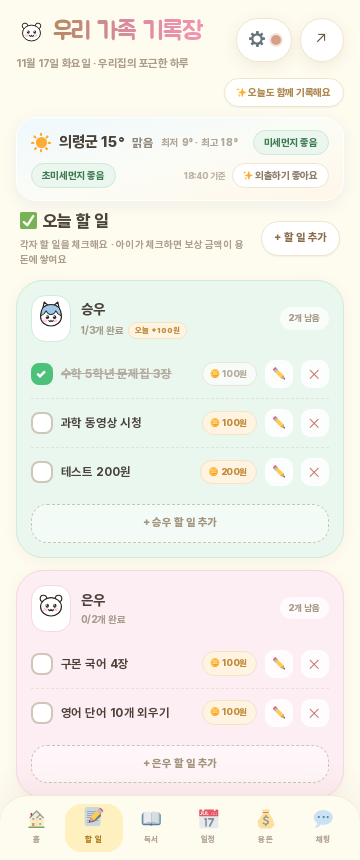 우리 가족 기록장
11월 17일 화요일 · 우리집의 포근한 하루
✨오늘도 함께 기록해요
의령군 15° 맑음 최저 9° · 최고 18° 미세먼지 좋음
초미세먼지 좋음 18:40 기준 ✨외출하기 좋아요
✅ 오늘 할 일
각자 할 일을 체크해요 · 아이가 체크하면 보상 금액이 용
돈에 쌓여요
+ 할 일 추가
승우
1/3개 완료 오늘 +100원
2개 남음
수학 5학년 문제집 3장 100원
과학 동영상 시청 100원
테스트 200원 200원
+ 승우 할 일 추가
은우
0/2개 완료
2개 남음
구몬 국어 4장 100원
영어 단어 10개 외우기 100원
+ 은우 할 일 추가
홈 할 일 독서 일정 용돈 채팅